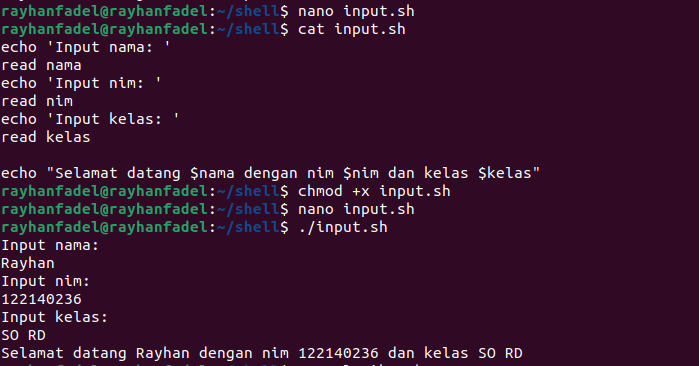 rayhanfadel@rayhanfadel:~/shell$ nano input.sh
rayhanfadel@rayhanfadel:~/shell$ cat input.sh
echo 'Input nama: '
read nama
echo 'Input nim: '
read nim
echo 'Input kelas: '
read kelas
echo "Selamat datang $nama dengan nim $nim dan kelas $kelas"
rayhanfadel@rayhanfadel:~/shell$ chmod +x input.sh
rayhanfadel@rayhanfadel:~/shell$ nano input.sh
rayhanfadel@rayhanfadel:~/shell$ ./input.sh
Input nama:
Rayhan
Input nim:
122140236
Input kelas:
SO RD
Selamat datang Rayhan dengan nim 122140236 dan kelas SO RD